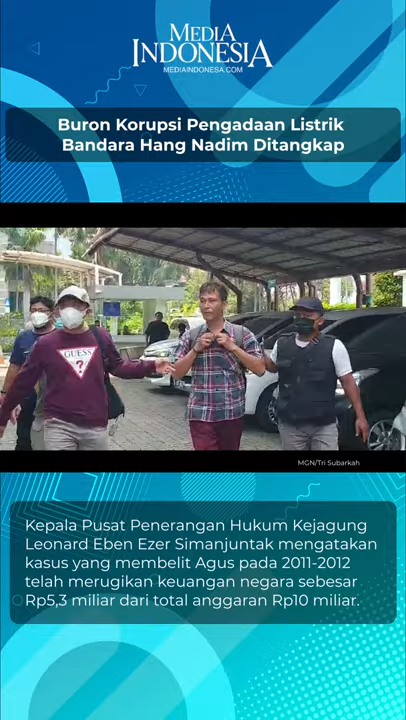 MEDIA
INDONESIA
MEDIAINDONESA.COM
Buron Korupsi Pengadaan Listrik
Bandara Hang Nadim Ditangkap
GUESS
?
MGN/Tri Subarkah
Kepala Pusat Penerangan Hukum Kejagung
Leonard Eben Ezer Simanjuntak mengatakan
kasus yang membelit Agus pada 2011-2012
telah merugikan keuangan negara sebesar
Rp5,3 miliar dari total anggaran Rp10 miliar.